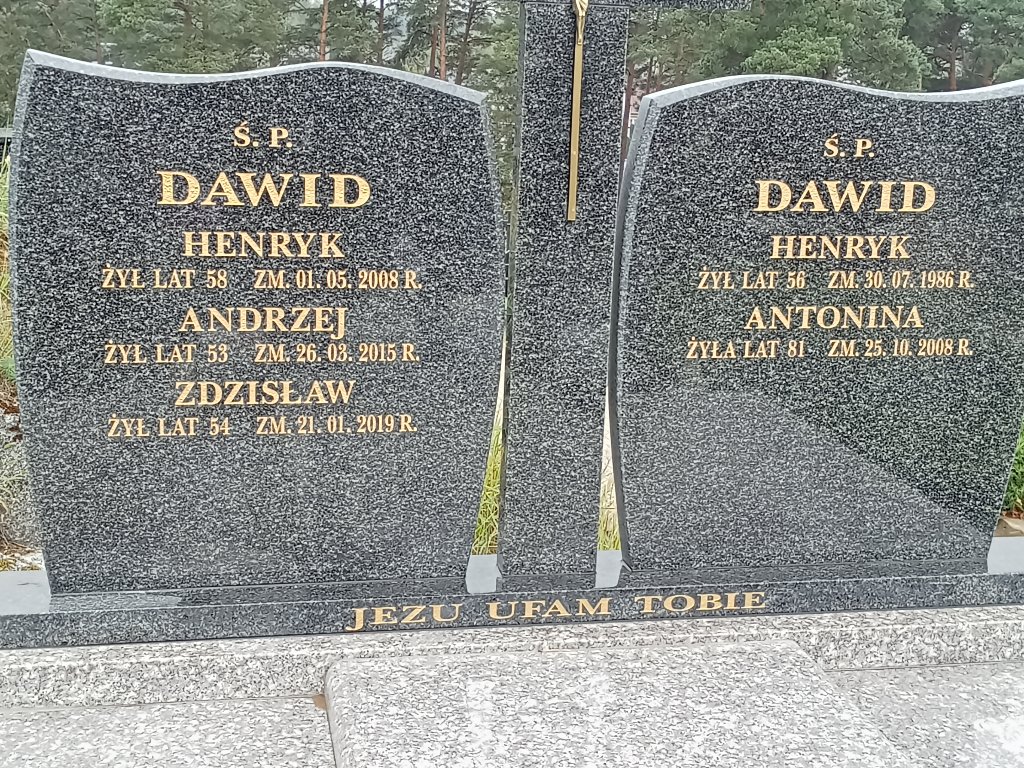 Ś. P.
DAWID
HENRYK
ŻYŁ LAT 58 ZM. 01. 05. 2008 R.
ANDRZEJ
ŻYŁ LAT 53 ZM. 26. 03. 2015 R.
ZDZISŁAW
ŻYŁ LAT 54 ZM. 21. 01. 2019 R.
Ś. P.
DAWID
HENRYK
ŻYŁ LAT 56 ZM. 30. 07. 1986 R.
ANTONINA
ŻYŁA LAT 81 ZM. 25. 10. 2008 R.
JEZU UFAM TOBIE